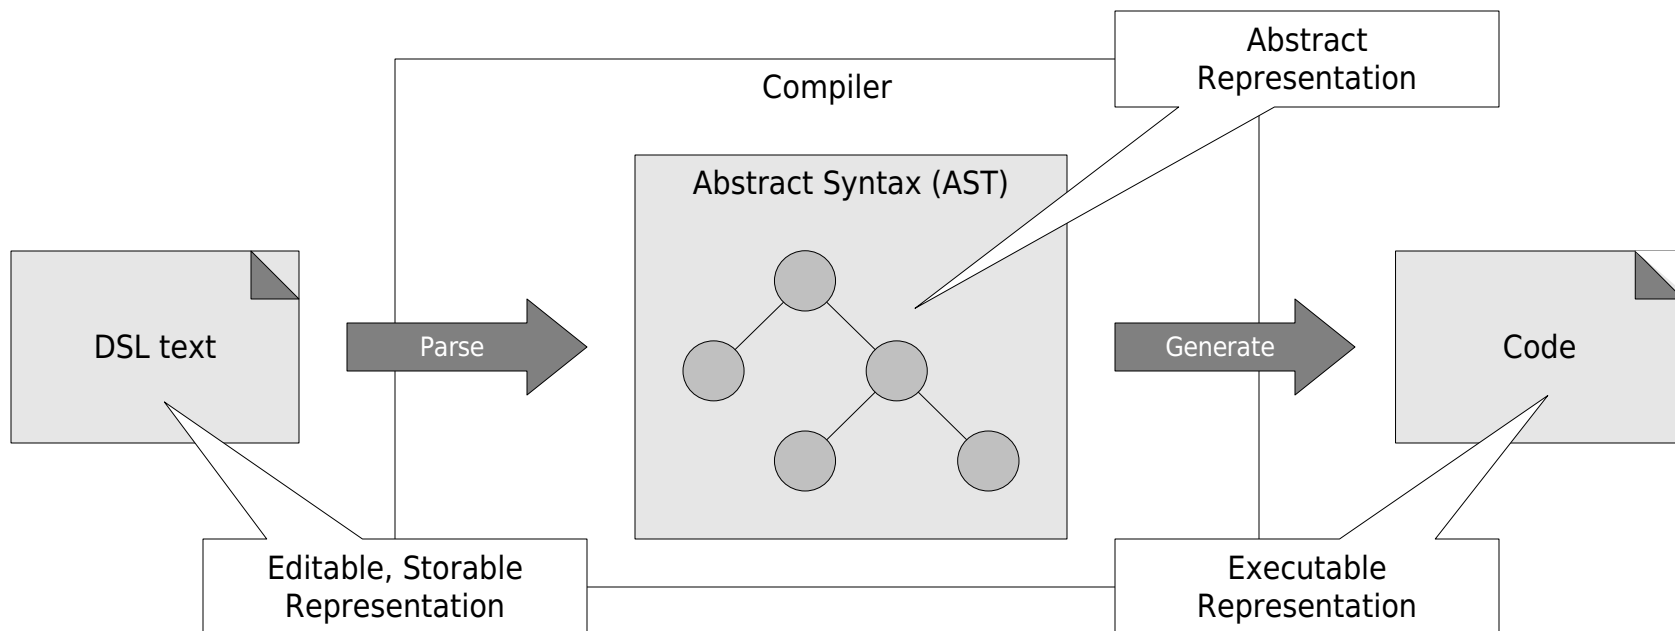 Abstract
Representation
Compiler
Abstract Syntax (AST)
DSL text
Parse
Generate
Code
Editable, Storable
Representation
Executable
Representation